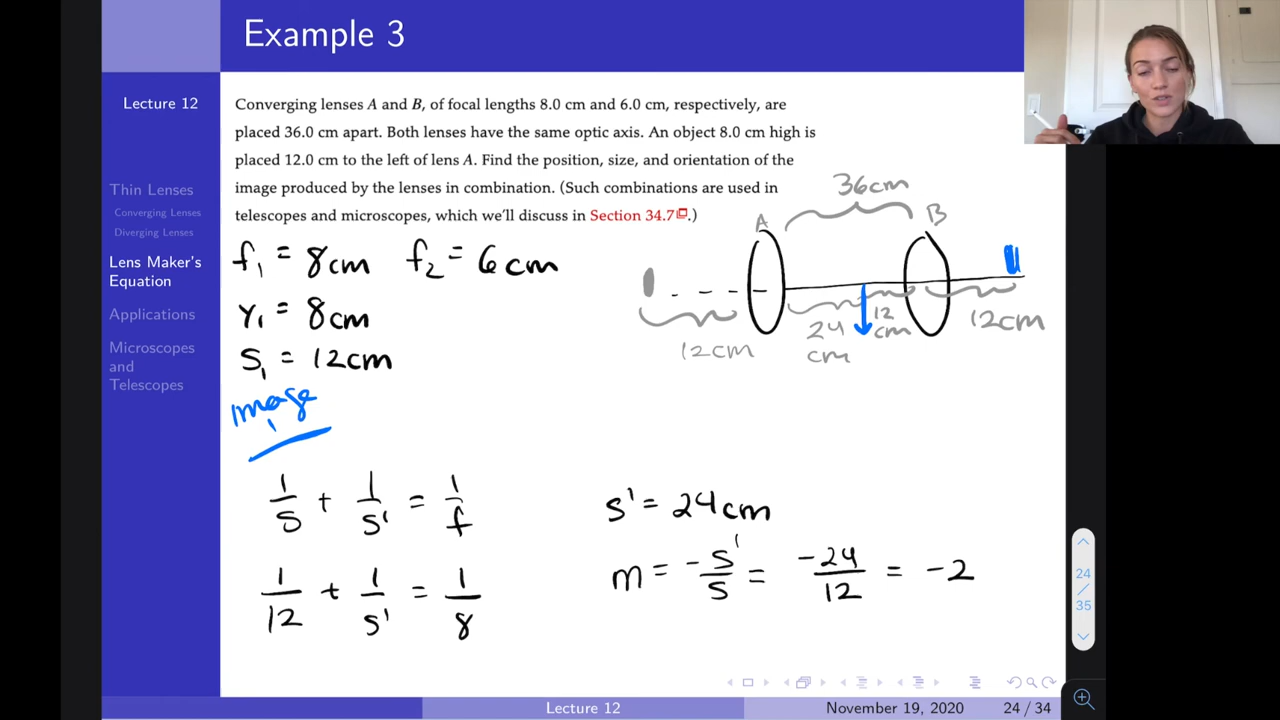 Example 3
Lecture 12
Thin Lenses
Converging Lenses
Diverging Lenses
Lens Maker's
Equation
Applications
Microscopes
and
Telescopes
Converging lenses A and B, of focal lengths 8.0 cm and 6.0 cm, respectively, are
placed 36.0 cm apart. Both lenses have the same optic axis. An object 8.0 cm high is
placed 12.0 cm to the left of lens A. Find the position, size, and orientation of the
image produced by the lenses in combination. (Such combinations are used in
telescopes and microscopes, which we'll discuss in Section 34.7.)
36cm
A
B
12cm
24
cm
12
cm
12cm
f₁ = 8cm f₂ = 6cm
y₁ = 8cm
s₁ = 12cm
image 1
1/s + 1/s' = 1/f
1/12 + 1/s' = 1/8
s' = 24cm
m = -s'/s = -24/12 = -2
24
/
35
Lecture 12 November 19, 2020 24 / 34